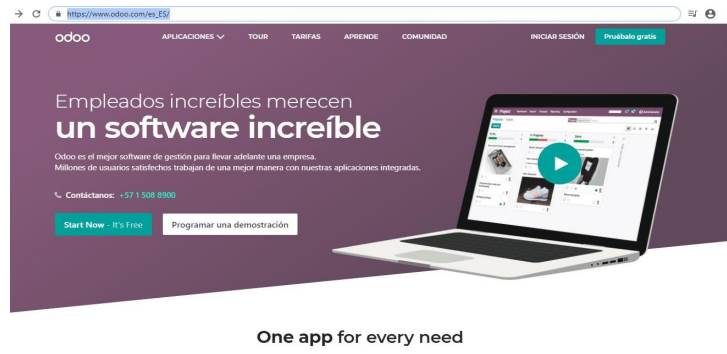 https://www.odoo.com/es_ES/
odoo
APLICACIONES TOUR TARIFAS APRENDE COMUNIDAD INICIAR SESIÓN Pruébalo gratis
Empleados increíbles merecen
un software increíble
Odoo es el mejor software de gestión para llevar adelante una empresa.
Millones de usuarios satisfechos trabajan de una mejor manera con nuestras aplicaciones integradas.
Contáctanos: +57 1 508 8900
Start Now - It's Free Programar una demostración
Project
One app for every need